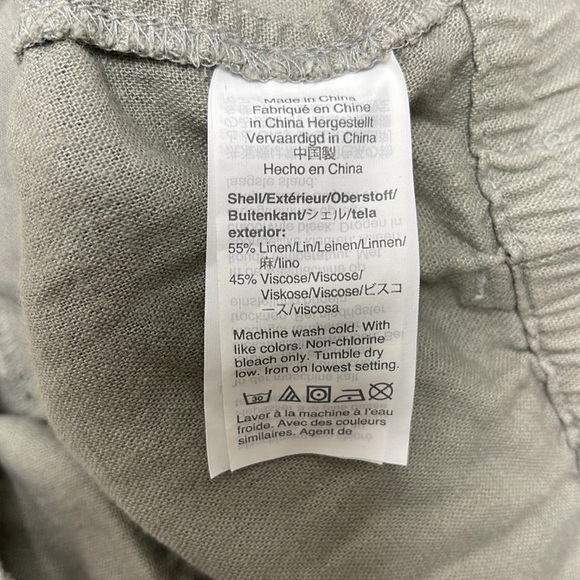 Made in China
Fabriqué en Chine
in China Hergestellt
Vervaardigd in China
中国製
Hecho en China
Shell/Extérieur/Oberstoff/
Buitenkant/シェル/tela
exterior:
55% Linen/Lin/Leinen/Linnen/
麻/lino
45% Viscose/Viscose/
Viskose/Viscose/ビスコ
ース/viscosa
Machine wash cold. With
like colors. Non-chlorine
bleach only. Tumble dry
low. Iron on lowest setting.
30
Laver à la machine à l'eau
froide. Avec des couleurs
similaires. Agent de